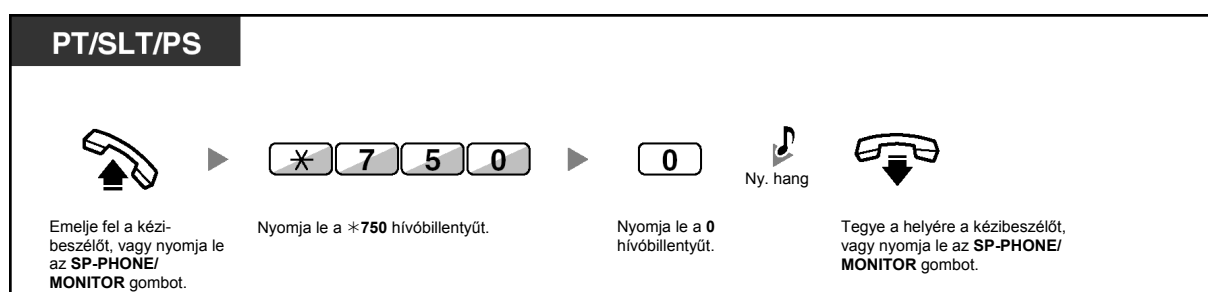 PT/SLT/PS
* 7 5 0
0
Ny. hang
Emelje fel a kézi-
beszélőt, vagy nyomja le
az SP-PHONE/
MONITOR gombot.
Nyomja le a *750 hívóbillentyűt.
Nyomja le a 0
hívóbillentyűt.
Tegye a helyére a kézibeszélőt,
vagy nyomja le az SP-PHONE/
MONITOR gombot.